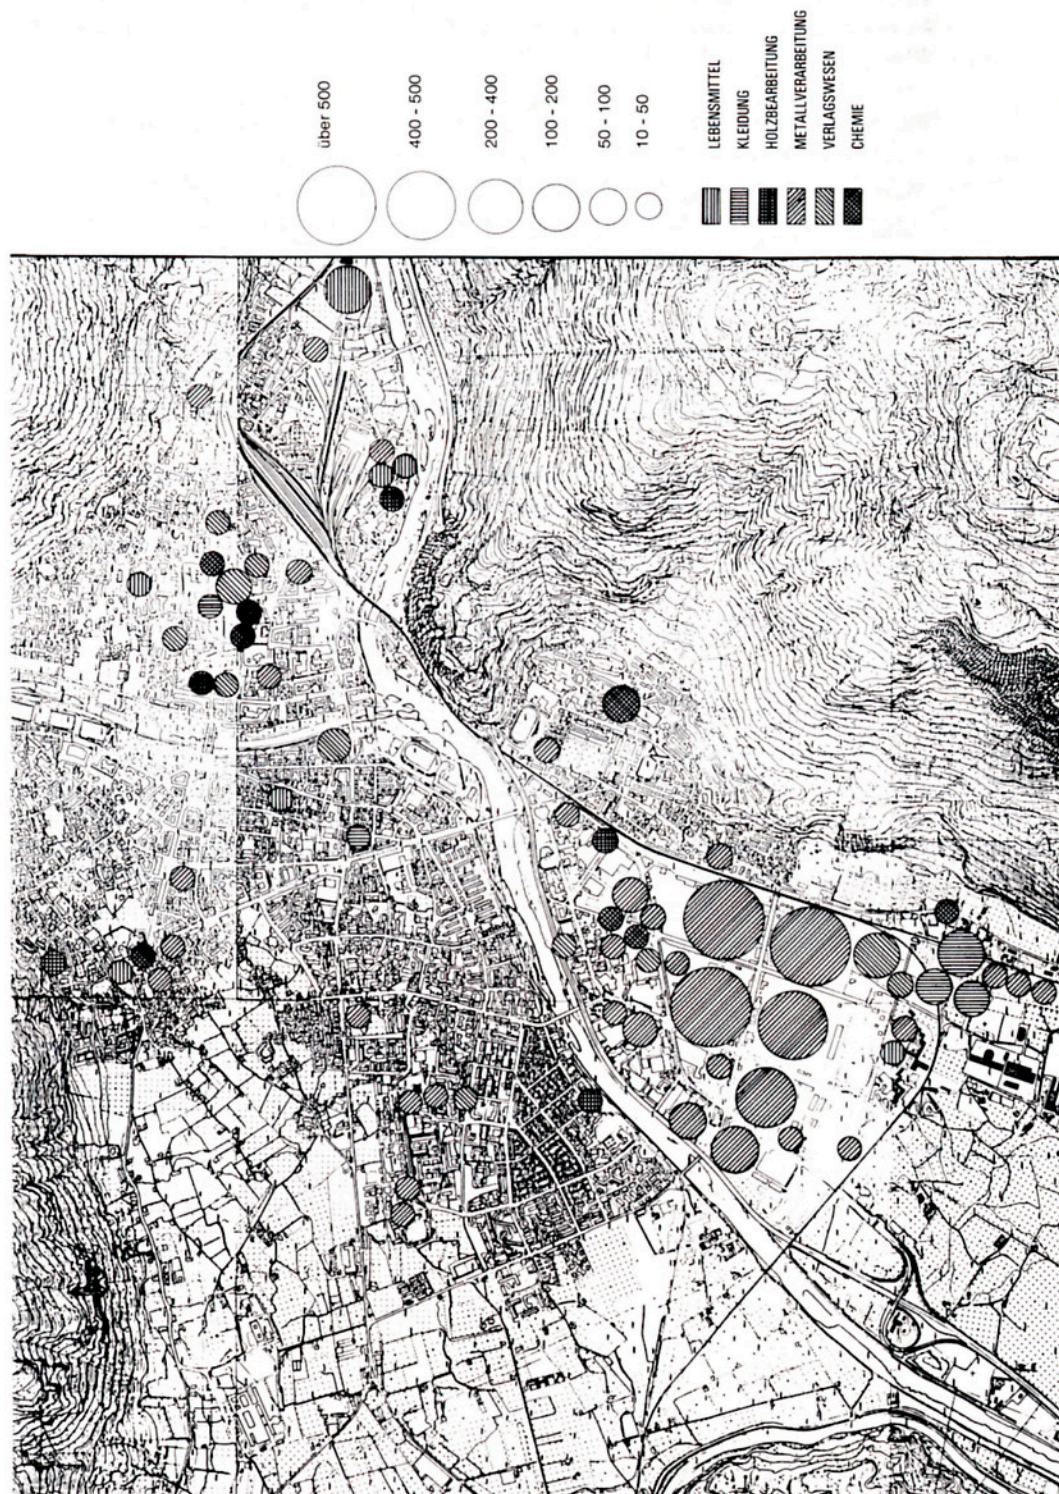 über 500
400 - 500
200 - 400
100 - 200
50 - 100
10 - 50
LEBENSMITTEL
KLEIDUNG
HOLZBEARBEITUNG
METALLVERARBEITUNG
VERLAGSWESEN
CHEMIE